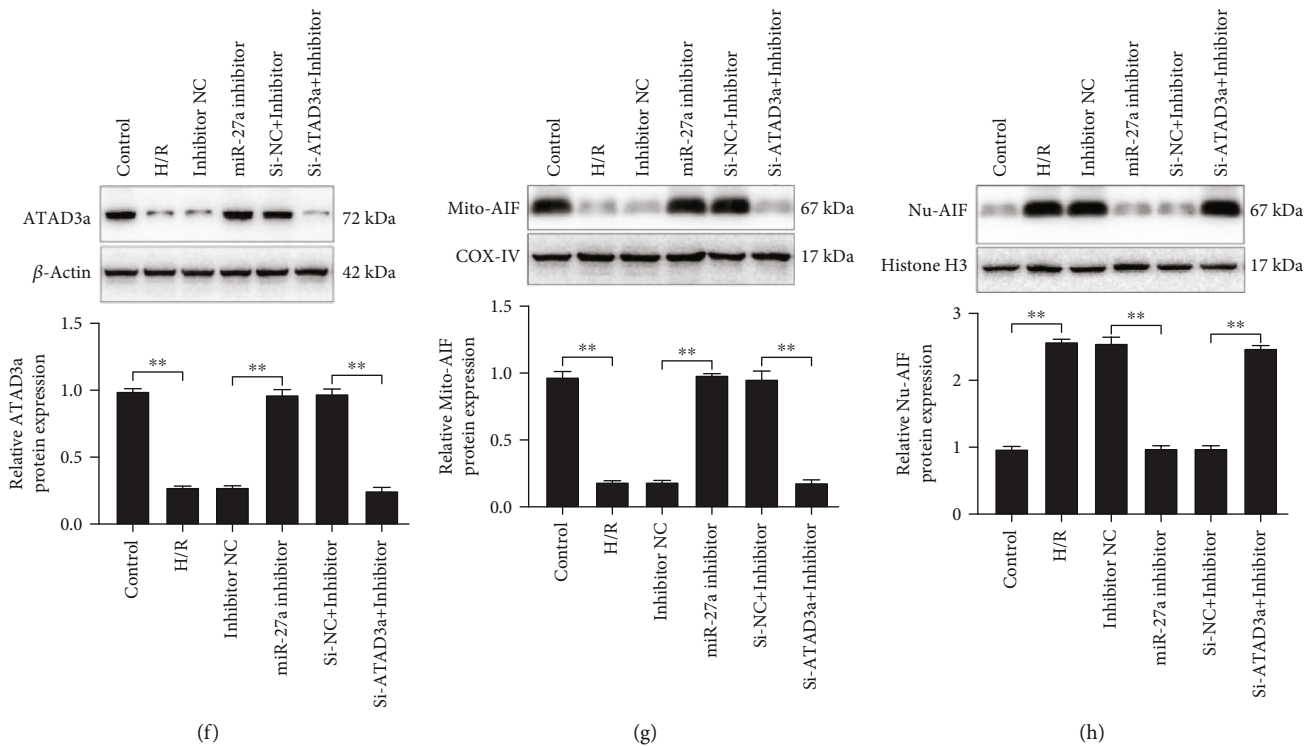 Control
H/R
Inhibitor NC
miR-27a inhibitor
Si-NC+Inhibitor
Si-ATAD3a+Inhibitor
ATAD3a
72 kDa
β-Actin
42 kDa
Relative ATAD3a
protein expression
1.5
1.0
0.5
0.0
**
**
**
Control
H/R
Inhibitor NC
miR-27a inhibitor
Si-NC+Inhibitor
Si-ATAD3a+Inhibitor
(f)
Control
H/R
Inhibitor NC
miR-27a inhibitor
Si-NC+Inhibitor
Si-ATAD3a+Inhibitor
Mito-AIF
67 kDa
COX-IV
17 kDa
Relative Mito-AIF
protein expression
1.5
1.0
0.5
0.0
**
**
**
Control
H/R
Inhibitor NC
miR-27a inhibitor
Si-NC+Inhibitor
Si-ATAD3a+Inhibitor
(g)
Control
H/R
Inhibitor NC
miR-27a inhibitor
Si-NC+Inhibitor
Si-ATAD3a+Inhibitor
Nu-AIF
67 kDa
Histone H3
17 kDa
Relative Nu-AIF
protein expression
3
2
1
0
**
**
**
Control
H/R
Inhibitor NC
miR-27a inhibitor
Si-NC+Inhibitor
Si-ATAD3a+Inhibitor
(h)